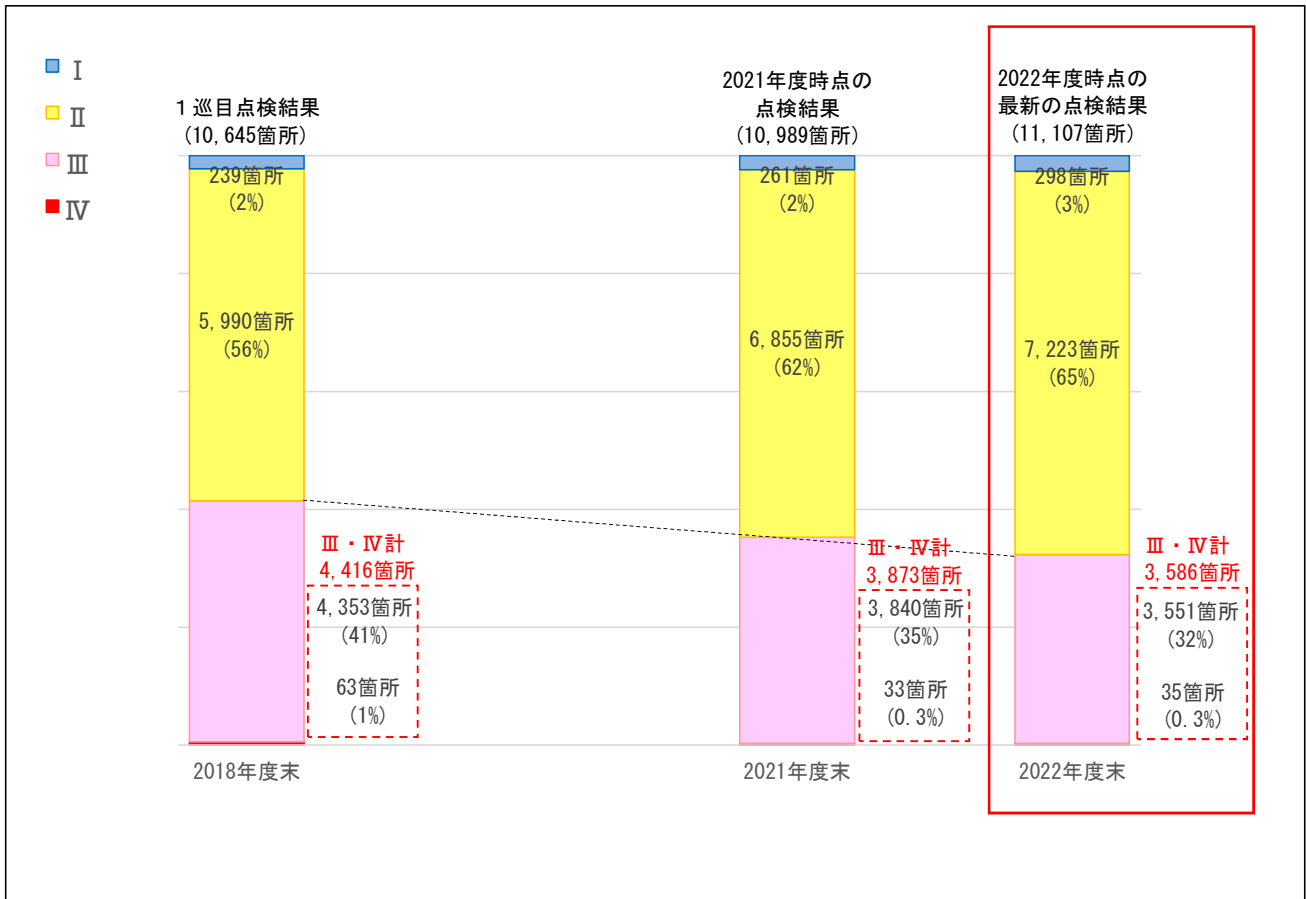 Ⅰ
Ⅱ
Ⅲ
Ⅳ
１巡目点検結果
(10,645箇所)
239箇所
(2%)
5,990箇所
(56%)
Ⅲ・Ⅳ計
4,416箇所
4,353箇所
(41%)
63箇所
(1%)
2018年度末
2021年度時点の
点検結果
(10,989箇所)
261箇所
(2%)
6,855箇所
(62%)
Ⅲ・Ⅳ計
3,873箇所
3,840箇所
(35%)
33箇所
(0.3%)
2021年度末
2022年度時点の
最新の点検結果
(11,107箇所)
298箇所
(3%)
7,223箇所
(65%)
Ⅲ・Ⅳ計
3,586箇所
3,551箇所
(32%)
35箇所
(0.3%)
2022年度末